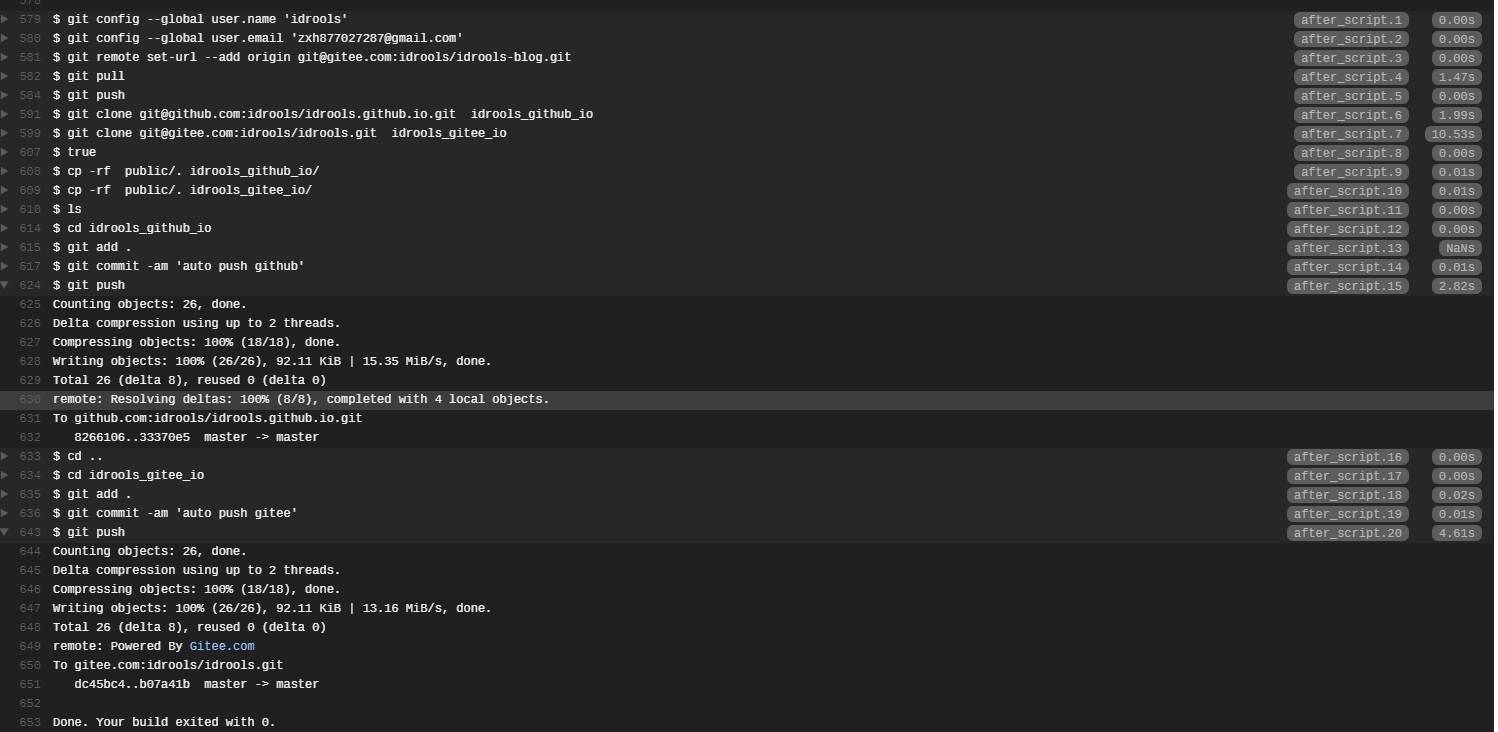 578
579 $ git config --global user.name 'idrools' after_script.1 0.00s
580 $ git config --global user.email 'zxh877027287@gmail.com' after_script.2 0.00s
581 $ git remote set-url --add origin git@gitee.com:idrools/idrools-blog.git after_script.3 0.00s
582 $ git pull after_script.4 1.47s
584 $ git push after_script.5 0.00s
591 $ git clone git@github.com:idrools/idrools.github.io.git  idrools_github_io after_script.6 1.99s
599 $ git clone git@gitee.com:idrools/idrools.git  idrools_gitee_io after_script.7 10.53s
607 $ true after_script.8 0.00s
608 $ cp -rf  public/. idrools_github_io/ after_script.9 0.01s
609 $ cp -rf  public/. idrools_gitee_io/ after_script.10 0.01s
610 $ ls after_script.11 0.00s
614 $ cd idrools_github_io after_script.12 0.00s
615 $ git add . after_script.13 NaNs
617 $ git commit -am 'auto push github' after_script.14 0.01s
624 $ git push after_script.15 2.82s
625 Counting objects: 26, done.
626 Delta compression using up to 2 threads.
627 Compressing objects: 100% (18/18), done.
628 Writing objects: 100% (26/26), 92.11 KiB | 15.35 MiB/s, done.
629 Total 26 (delta 8), reused 0 (delta 0)
630 remote: Resolving deltas: 100% (8/8), completed with 4 local objects.
631 To github.com:idrools/idrools.github.io.git
632    8266106..33370e5  master -> master
633 $ cd .. after_script.16 0.00s
634 $ cd idrools_gitee_io after_script.17 0.00s
635 $ git add . after_script.18 0.02s
636 $ git commit -am 'auto push gitee' after_script.19 0.01s
643 $ git push after_script.20 4.61s
644 Counting objects: 26, done.
645 Delta compression using up to 2 threads.
646 Compressing objects: 100% (18/18), done.
647 Writing objects: 100% (26/26), 92.11 KiB | 13.16 MiB/s, done.
648 Total 26 (delta 8), reused 0 (delta 0)
649 remote: Powered By Gitee.com
650 To gitee.com:idrools/idrools.git
651    dc45bc4..b07a41b  master -> master
652
653 Done. Your build exited with 0.